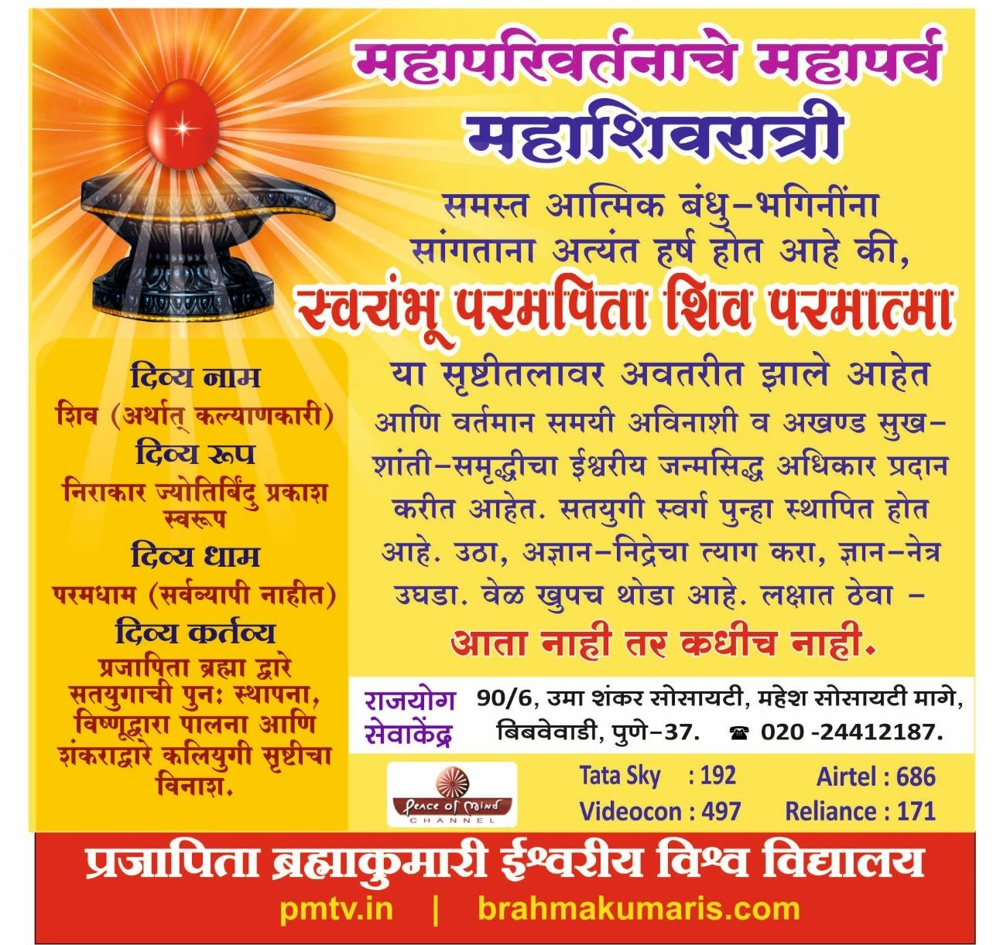 महापरिवर्तनाचे महापर्व
महाशिवरात्री
समस्त आत्मिक बंधु-भगिनींना
सांगताना अत्यंत हर्ष होत आहे की,
स्वयंभू परमपिता शिव परमात्मा
या सृष्टीतलावर अवतरीत झाले आहेत
आणि वर्तमान समयी अविनाशी व अखण्ड सुख-
शांती-समृद्धीचा ईश्वरीय जन्मसिद्ध अधिकार प्रदान
करीत आहेत. सतयुगी स्वर्ग पुन्हा स्थापित होत
आहे. उठा, अज्ञान-निद्रेचा त्याग करा, ज्ञान-नेत्र
उघडा. वेळ खुपच थोडा आहे. लक्षात ठेवा -
आता नाही तर कधीच नाही.
दिव्य नाम
शिव (अर्थात् कल्याणकारी)
दिव्य रूप
निराकार ज्योतिर्बिंदु प्रकाश
स्वरूप
दिव्य धाम
परमधाम (सर्वव्यापी नाहीत)
दिव्य कर्तव्य
प्रजापिता ब्रह्मा द्वारे
सतयुगाची पुनः स्थापना,
विष्णूद्वारा पालना आणि
शंकराद्वारे कलियुगी सृष्टीचा
विनाश.
राजयोग सेवाकेंद्र
90/6, उमा शंकर सोसायटी, महेश सोसायटी मागे,
बिबवेवाडी, पुणे-37. ☎ 020 -24412187.
Peace of Mind
CHANNEL
Tata Sky : 192 Airtel : 686
Videocon : 497 Reliance : 171
प्रजापिता ब्रह्माकुमारी ईश्वरीय विश्व विद्यालय
pmtv.in | brahmakumaris.com